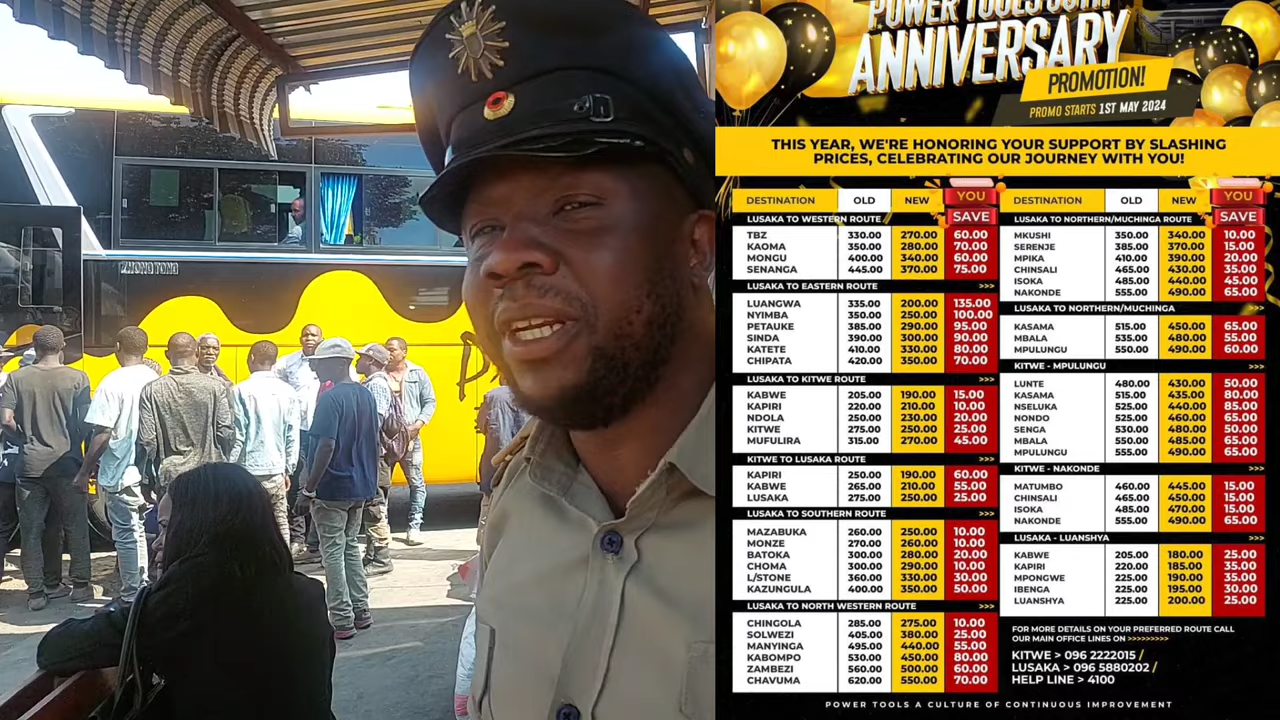 POWER TOOLS
ANNIVERSARY
PROMOTION!
PROMO STARTS 1ST MAY 2024
THIS YEAR, WE'RE HONORING YOUR SUPPORT BY SLASHING
PRICES, CELEBRATING OUR JOURNEY WITH YOU!
DESTINATION OLD NEW YOU SAVE
LUSAKA TO WESTERN ROUTE
TBZ 330.00 270.00 60.00
KAOMA 350.00 280.00 70.00
MONGU 400.00 340.00 60.00
SENANGA 445.00 370.00 75.00
LUSAKA TO EASTERN ROUTE >>>
LUANGWA 335.00 200.00 135.00
NYIMBA 350.00 250.00 100.00
PETAUKE 385.00 290.00 95.00
SINDA 390.00 300.00 90.00
KATETE 410.00 330.00 80.00
CHIPATA 420.00 350.00 70.00
LUSAKA TO KITWE ROUTE >>>
KABWE 205.00 190.00 15.00
KAPIRI 220.00 210.00 10.00
NDOLA 250.00 230.00 20.00
KITWE 275.00 250.00 25.00
MUFULIRA 315.00 270.00 45.00
KITWE TO LUSAKA ROUTE >>>
KAPIRI 250.00 190.00 60.00
KABWE 265.00 210.00 55.00
LUSAKA 275.00 250.00 25.00
LUSAKA TO SOUTHERN ROUTE >>>
MAZABUKA 260.00 250.00 10.00
MONZE 270.00 260.00 10.00
BATOKA 300.00 280.00 20.00
CHOMA 300.00 290.00 10.00
L/STONE 360.00 330.00 30.00
KAZUNGULA 400.00 350.00 50.00
LUSAKA TO NORTH WESTERN ROUTE >>>
CHINGOLA 285.00 275.00 10.00
SOLWEZI 405.00 380.00 25.00
MANYINGA 495.00 440.00 55.00
KABOMPO 530.00 450.00 80.00
ZAMBEZI 560.00 500.00 60.00
CHAVUMA 620.00 550.00 70.00
DESTINATION OLD NEW YOU SAVE
LUSAKA TO NORTHERN/MUCHINGA ROUTE
MKUSHI 350.00 340.00 10.00
SERENJE 385.00 370.00 15.00
MPIKA 410.00 390.00 20.00
CHINSALI 465.00 430.00 35.00
ISOKA 485.00 440.00 45.00
NAKONDE 555.00 490.00 65.00
LUSAKA TO NORTHERN/MUCHINGA >>>
KASAMA 515.00 450.00 65.00
MBALA 535.00 480.00 55.00
MPULUNGU 550.00 490.00 60.00
KITWE - MPULUNGU >>>
LUNTE 480.00 430.00 50.00
KASAMA 515.00 435.00 80.00
NSELUKA 525.00 440.00 85.00
NONDO 525.00 460.00 65.00
SENGA 530.00 480.00 50.00
MBALA 550.00 485.00 65.00
MPULUNGU 555.00 490.00 65.00
KITWE - NAKONDE >>>
MATUMBO 460.00 445.00 15.00
CHINSALI 465.00 450.00 15.00
ISOKA 485.00 470.00 15.00
NAKONDE 555.00 490.00 65.00
LUSAKA - LUANSHYA >>>
KABWE 205.00 180.00 25.00
KAPIRI 220.00 185.00 35.00
MPONGWE 225.00 190.00 35.00
IBENGA 225.00 195.00 30.00
LUANSHYA 225.00 200.00 25.00
FOR MORE DETAILS ON YOUR PREFERRED ROUTE CALL
OUR MAIN OFFICE LINES ON >>>>>>>>>
KITWE > 096 2222015 /
LUSAKA > 096 5880202 /
HELP LINE > 4100
POWER TOOLS A CULTURE OF CONTINUOUS IMPROVEMENT